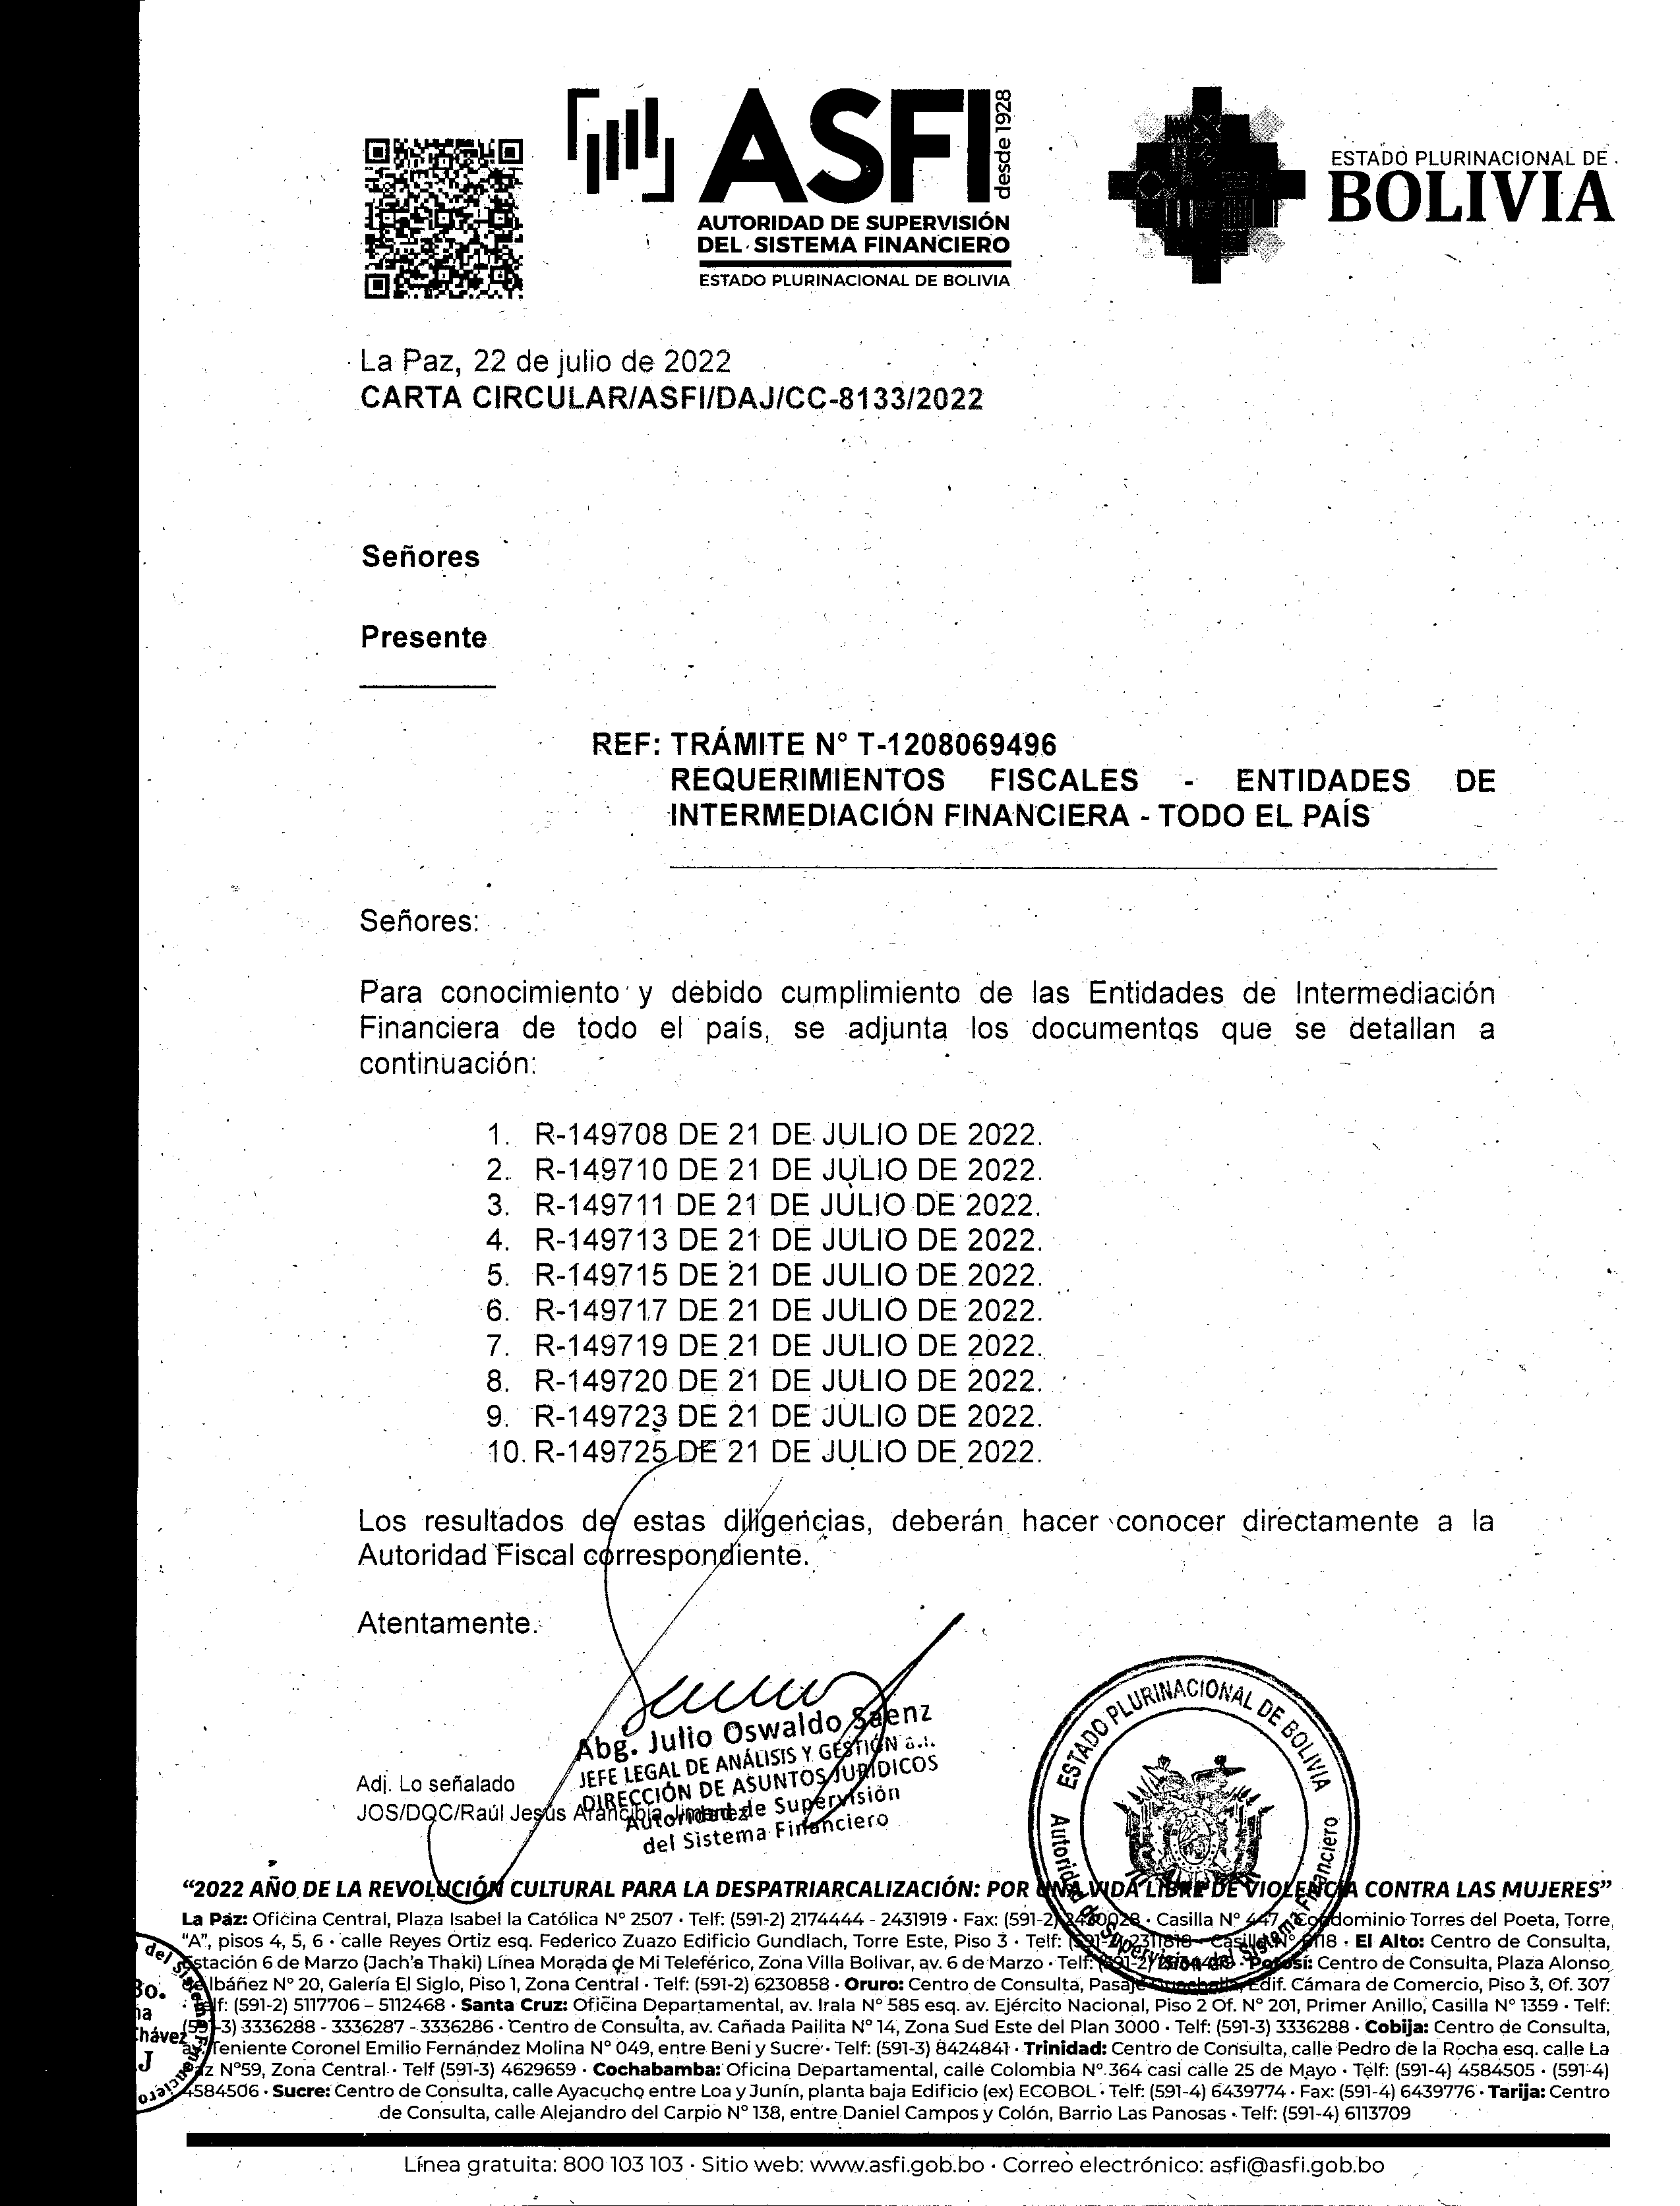 ASFI
desde 1928
AUTORIDAD DE SUPERVISIÓN
DEL SISTEMA FINANCIERO
ESTADO PLURINACIONAL DE BOLIVIA
ESTADO PLURINACIONAL DE
BOLIVIA
La Paz, 22 de julio de 2022
CARTA CIRCULAR/ASFI/DAJ/CC-8133/2022
Señores
Presente
REF: TRÁMITE N° T-1208069496
REQUERIMIENTOS FISCALES - ENTIDADES DE
INTERMEDIACIÓN FINANCIERA - TODO EL PAÍS
Señores:
Para conocimiento y debido cumplimiento de las Entidades de Intermediación
Financiera de todo el país, se adjunta los documentos que se detallan a
continuación:
1. R-149708 DE 21 DE JULIO DE 2022.
2. R-149710 DE 21 DE JULIO DE 2022.
3. R-149711 DE 21 DE JULIO DE 2022.
4. R-149713 DE 21 DE JULIO DE 2022.
5. R-149715 DE 21 DE JULIO DE 2022.
6. R-149717 DE 21 DE JULIO DE 2022.
7. R-149719 DE 21 DE JULIO DE 2022.
8. R-149720 DE 21 DE JULIO DE 2022.
9. R-149723 DE 21 DE JULIO DE 2022.
10. R-149725 DE 21 DE JULIO DE 2022.
Los resultados de estas diligencias, deberán hacer conocer directamente a la
Autoridad Fiscal correspondiente.
Atentamente.
Abg. Julio Oswaldo Saenz
JEFE LEGAL DE ANÁLISIS Y GESTIÓN a.i.
DIRECCIÓN DE ASUNTOS JURIDICOS
Autoridad de Supervisión
del Sistema Financiero
ESTADO PLURINACIONAL DE BOLIVIA
Autoridad de Supervisión del Sistema Financiero
Adj. Lo señalado
JOS/DQC/Raúl Jesús Arancibia Jimenez
“2022 AÑO DE LA REVOLUCIÓN CULTURAL PARA LA DESPATRIARCALIZACIÓN: POR UNA VIDA LIBRE DE VIOLENCIA CONTRA LAS MUJERES”
La Paz: Oficina Central, Plaza Isabel la Católica N° 2507 · Telf: (591-2) 2174444 - 2431919 · Fax: (591-2) 2430028 · Casilla N° 447, Condominio Torres del Poeta, Torre
“A”, pisos 4, 5, 6 · calle Reyes Ortiz esq. Federico Zuazo Edificio Gundlach, Torre Este, Piso 3 · Telf: (591-2) 2311818 - Casilla N° 6118 · El Alto: Centro de Consulta,
Estación 6 de Marzo (Jach'a Thaki) Línea Morada de Mi Teleférico, Zona Villa Bolivar, av. 6 de Marzo · Telf: (591-2) · Potosí: Centro de Consulta, Plaza Alonso
Ibáñez N° 20, Galería El Siglo, Piso 1, Zona Central · Telf: (591-2) 6230858 · Oruro: Centro de Consulta, Pasaje Guachalla, Edif. Cámara de Comercio, Piso 3, Of. 307
Telf: (591-2) 5117706 – 5112468 · Santa Cruz: Oficina Departamental, av. Irala N° 585 esq. av. Ejército Nacional, Piso 2 Of. N° 201, Primer Anillo, Casilla N° 1359 · Telf:
(591-3) 3336288 - 3336287 - 3336286 · Centro de Consulta, av. Cañada Pailita N° 14, Zona Sud Este del Plan 3000 · Telf: (591-3) 3336288 · Cobija: Centro de Consulta,
Teniente Coronel Emilio Fernández Molina N° 049, entre Beni y Sucre · Telf: (591-3) 8424841 · Trinidad: Centro de Consulta, calle Pedro de la Rocha esq. calle La
Paz N°59, Zona Central · Telf (591-3) 4629659 · Cochabamba: Oficina Departamental, calle Colombia N° 364 casi calle 25 de Mayo · Telf: (591-4) 4584505 · (591-4)
4584506 · Sucre: Centro de Consulta, calle Ayacucho entre Loa y Junín, planta baja Edificio (ex) ECOBOL · Telf: (591-4) 6439774 · Fax: (591-4) 6439776 · Tarija: Centro
de Consulta, calle Alejandro del Carpio N° 138, entre Daniel Campos y Colón, Barrio Las Panosas · Telf: (591-4) 6113709
Línea gratuita: 800 103 103 · Sitio web: www.asfi.gob.bo · Correo electrónico: asfi@asfi.gob.bo